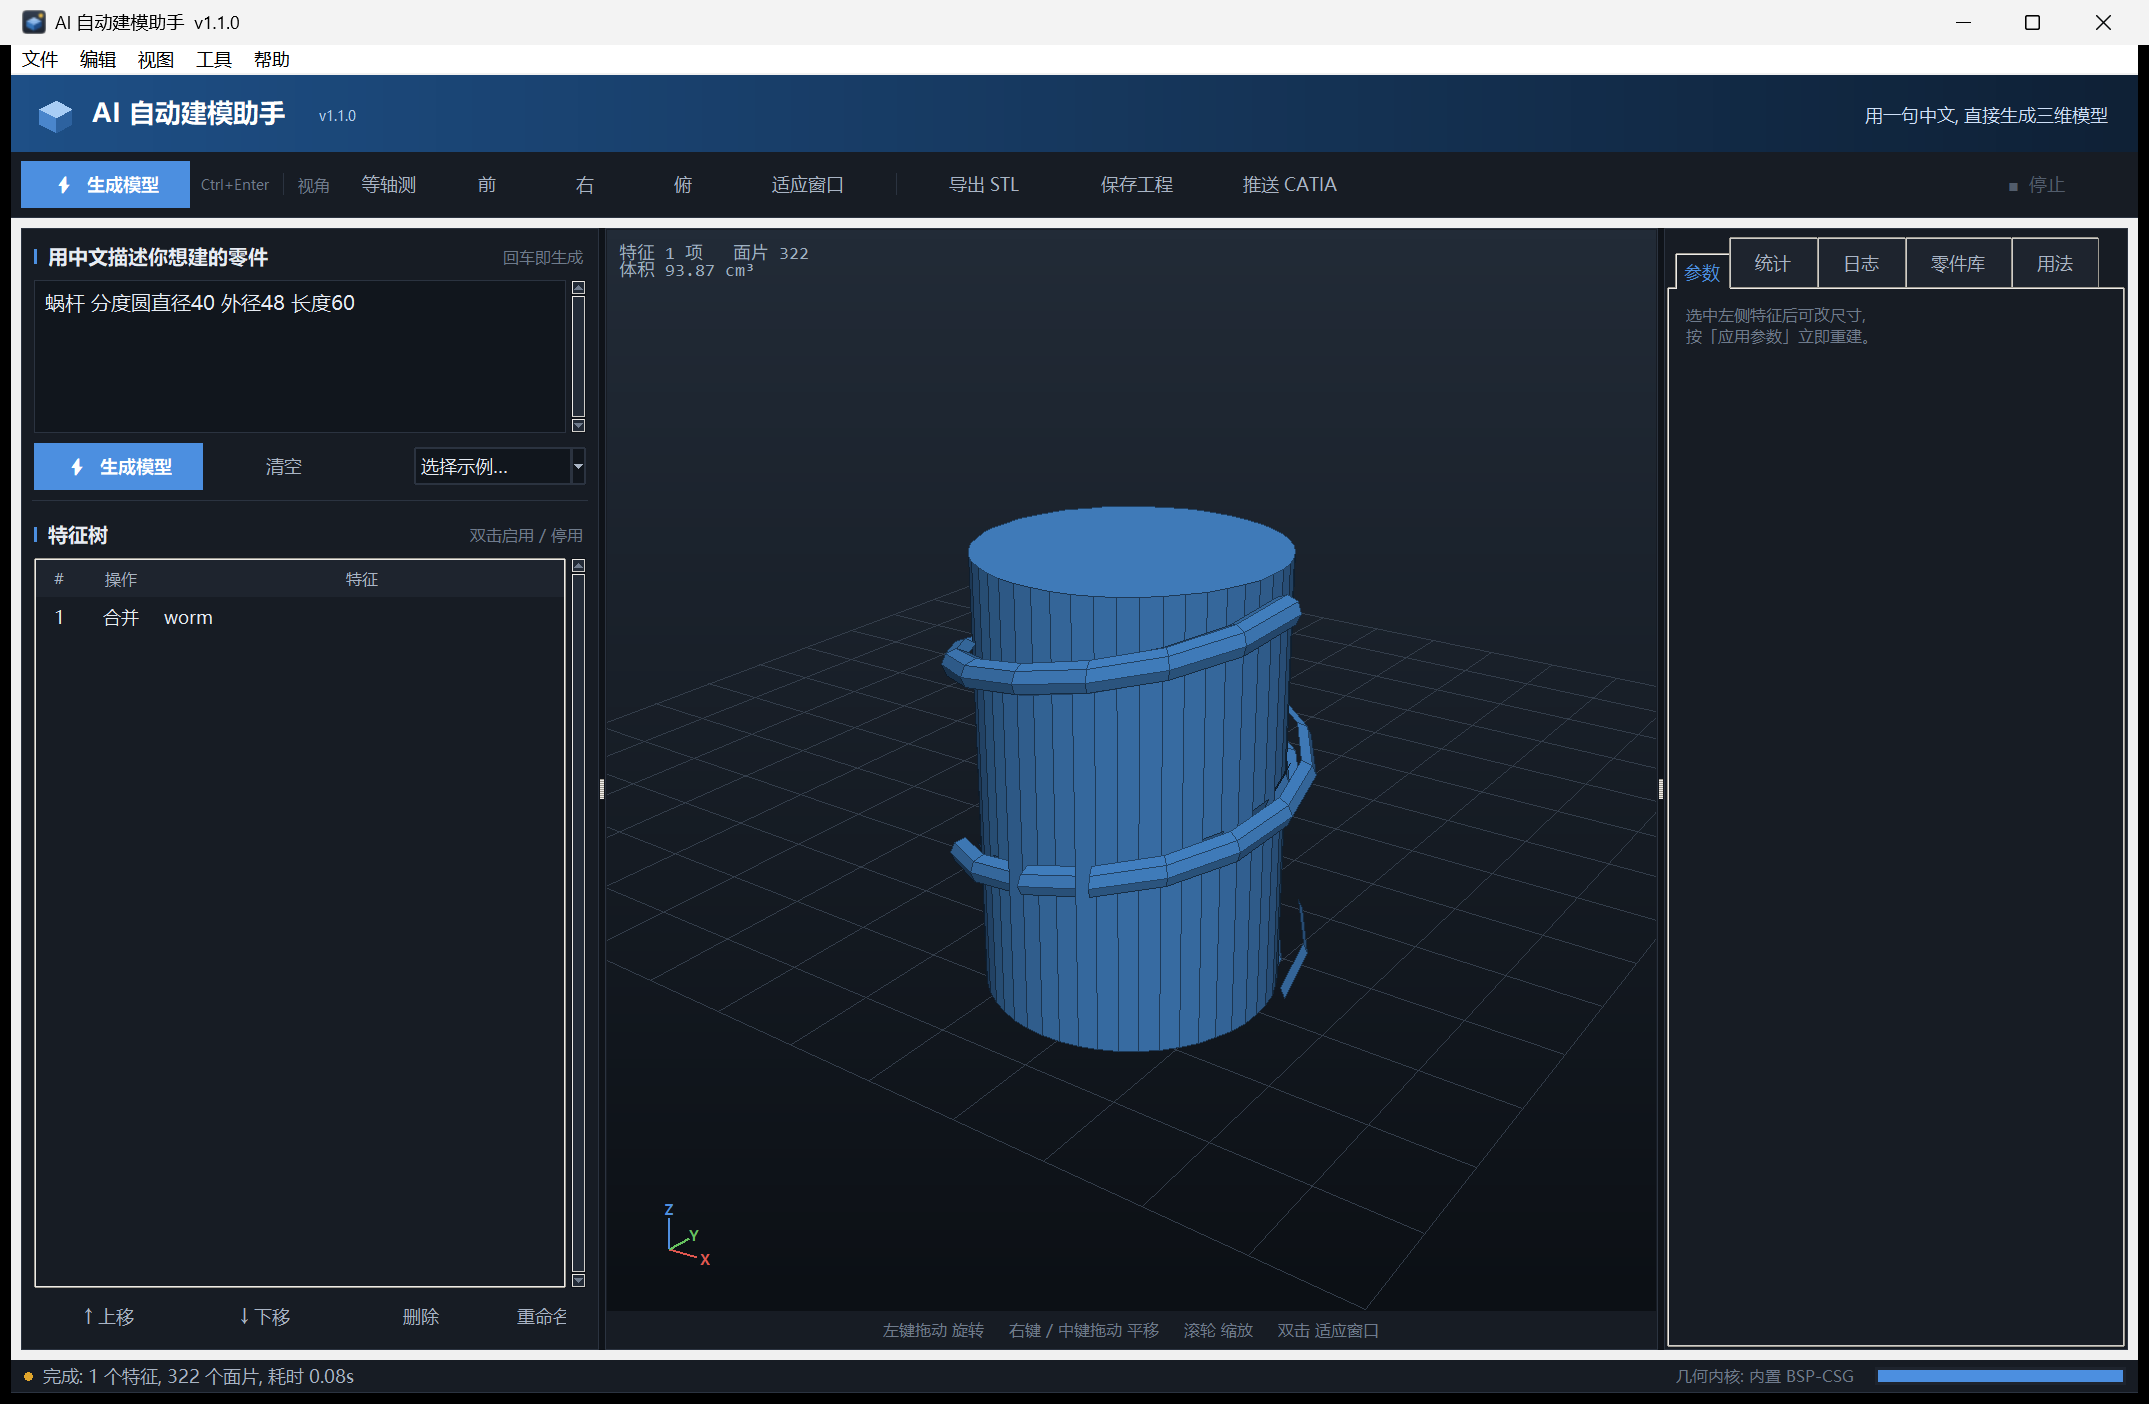 AI 自动建模助手 v1.1.0
文件 编辑 视图 工具 帮助
AI 自动建模助手 v1.1.0
用一句中文, 直接生成三维模型
生成模型 Ctrl+Enter 视角 等轴测 前 右 俯 适应窗口 导出 STL 保存工程 推送 CATIA ■ 停止
用中文描述你想建的零件 回车即生成
蜗杆 分度圆直径40 外径48 长度60
生成模型 清空 选择示例...
特征树 双击启用 / 停用
# 操作 特征
1 合并 worm
↑ 上移 ↓ 下移 删除 重命名
特征 1 项 面片 322
体积 93.87 cm³
Z
Y
X
左键拖动 旋转 右键 / 中键拖动 平移 滚轮 缩放 双击 适应窗口
参数 统计 日志 零件库 用法
选中左侧特征后可改尺寸,
按「应用参数」立即重建。
完成: 1 个特征, 322 个面片, 耗时 0.08s
几何内核: 内置 BSP-CSG